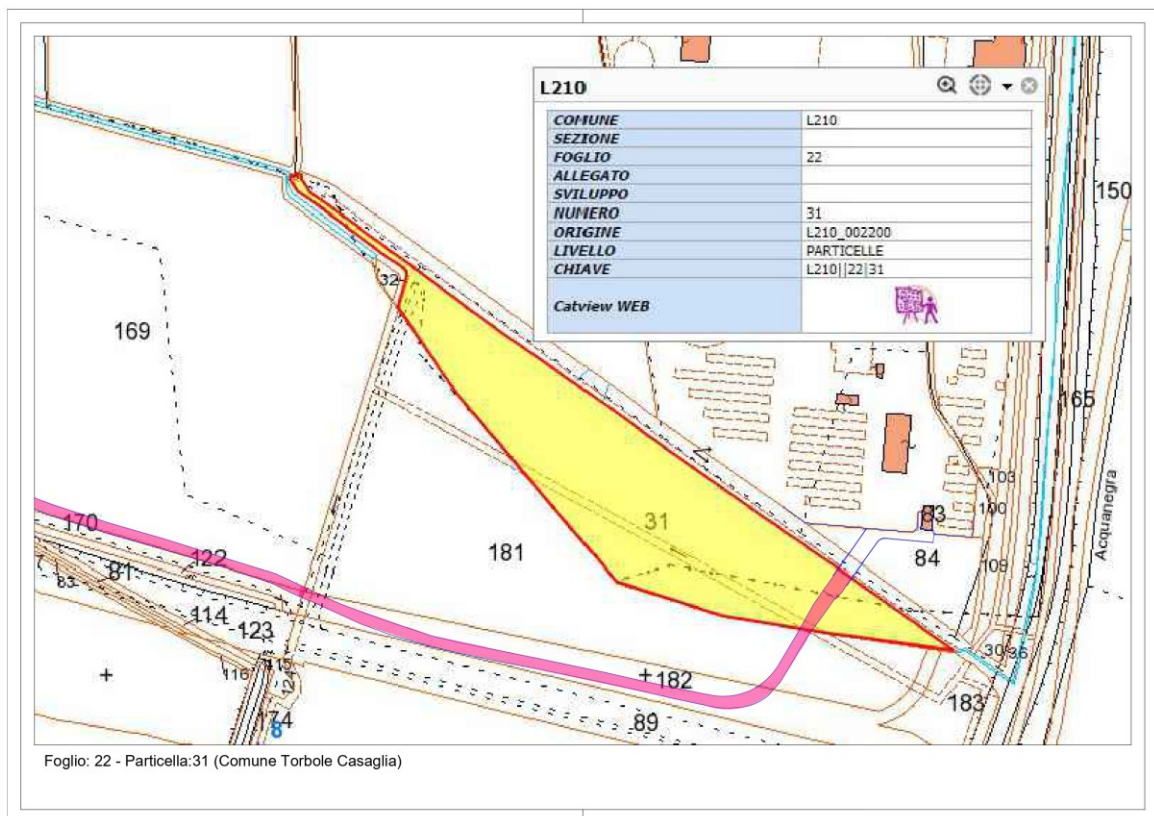 L210
COMUNE L210
SEZIONE
FOGLIO 22
ALLEGATO
SVILUPPO
NUMERO 31
ORIGINE L210_002200
LIVELLO PARTICELLE
CHIAVE L210||22|31
Catview WEB
150
32
169
165
103
100
83
31
170
122
181
84
Acquanegra
109
81
83
114
123
30
36
115
116
124
182
183
174
89
8
Foglio: 22 - Particella:31 (Comune Torbole Casaglia)